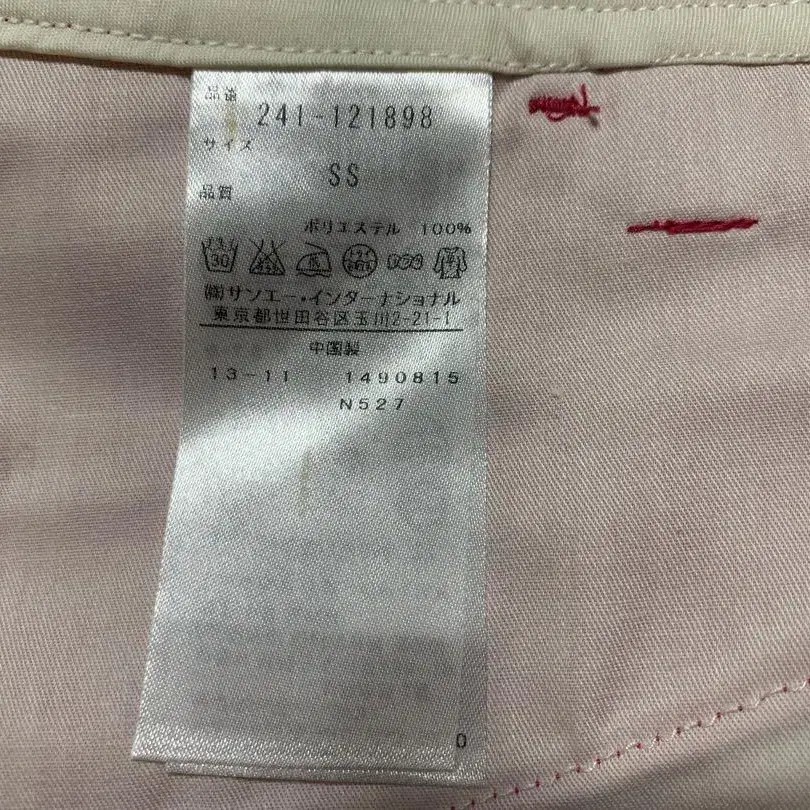 品番
241-121898
サイズ
SS
品質
ポリエステル 100%
30
(株)サンエー・インターナショナル
東京都世田谷区玉川2-21-1
中国製
13-11 1490815
N527
0